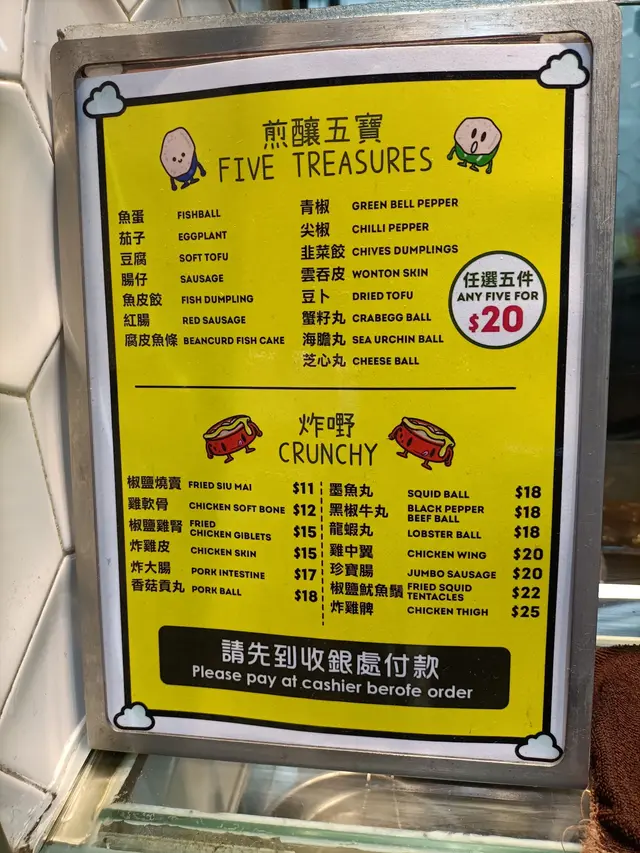 煎釀五寶
FIVE TREASURES
魚蛋 FISHBALL
茄子 EGGPLANT
豆腐 SOFT TOFU
腸仔 SAUSAGE
魚皮餃 FISH DUMPLING
紅腸 RED SAUSAGE
腐皮魚條 BEANCURD FISH CAKE
青椒 GREEN BELL PEPPER
尖椒 CHILLI PEPPER
韭菜餃 CHIVES DUMPLINGS
雲吞皮 WONTON SKIN
豆卜 DRIED TOFU
蟹籽丸 CRABEGG BALL
海膽丸 SEA URCHIN BALL
芝心丸 CHEESE BALL
任選五件
ANY FIVE FOR
$20
炸嘢
CRUNCHY
椒鹽燒賣 FRIED SIU MAI $11
雞軟骨 CHICKEN SOFT BONE $12
椒鹽雞腎 FRIED CHICKEN GIBLETS $15
炸雞皮 CHICKEN SKIN $15
炸大腸 PORK INTESTINE $17
香菇貢丸 PORK BALL $18
墨魚丸 SQUID BALL $18
黑椒牛丸 BLACK PEPPER BEEF BALL $18
龍蝦丸 LOBSTER BALL $18
雞中翼 CHICKEN WING $20
珍寶腸 JUMBO SAUSAGE $20
椒鹽魷魚鬚 FRIED SQUID TENTACLES $22
炸雞髀 CHICKEN THIGH $25
請先到收銀處付款
Please pay at cashier berofe order